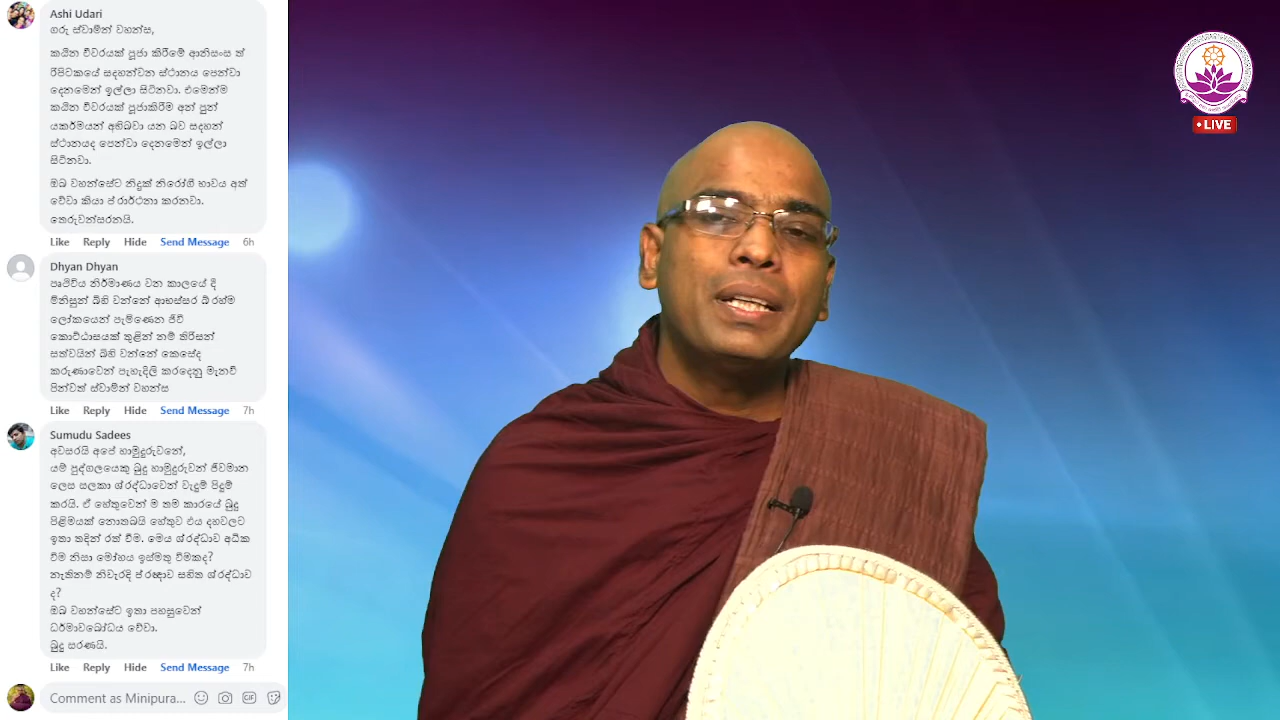 Ashi Udari
ගරු ස්වාමීන් වහන්ස,
කඨින චීවරයක් පූජා කිරීමේ ආනිසංස ත්
රිපිටකයේ සදහන්වන ස්ථානය පෙන්වා
දෙනමෙන් ඉල්ලා සිටිනවා. එමෙන්ම
කඨින චීවරයක් පූජාකිරීම අන් පුන්
යකර්මයන් අභිබවා යන බව සදහන්
ස්ථානයද පෙන්වා දෙනමෙන් ඉල්ලා
සිටිනවා.
ඔබ වහන්සේට නිදුක් නිරෝගී භාවය අත්
වේවා කියා ප් රාර්ථනා කරනවා.
තෙරුවන්සරනයි.
Like Reply Hide Send Message 6h
Dhyan Dhyan
පෘථිවිය නිර්මාණය වන කාලයේ දී
මිනිසුන් බිහි වන්නේ ආභස්සර බ් රහ්ම
ලෝකයෙන් පැමිණෙන ජීවී
කොට්ඨාසයක් තුළින් නම් තිරිසන්
සත්වයින් බිහි වන්නේ කෙසේද
කරුණාවෙන් පැහැදිලි කරදෙනු මැනවි
පින්වත් ස්වාමින් වහන්ස
Like Reply Hide Send Message 7h
Sumudu Sadees
අවසරයි අපේ හාමුදුරුවනේ,
යම් පුද්ගලයෙකු බුදු හාමුදුරුවන් ජීවමාන
ලෙස සලකා ශ් රද්ධාවෙන් වැදුම් පිදුම්
කරයි. ඒ හේතුවෙන් ම තම කාරයේ බුදු
පිළිමයක් නොතබයි හේතුව එය දහවලට
ඉතා තදින් රත් වීම. මෙය ශ් රද්ධාව අධික
වීම නිසා මෝහය ඉස්මතු වීමකද?
නැතිනම් නිවැරදි ප් රඥාව සහිත ශ් රද්ධාව
ද?
ඔබ වහන්සේට ඉතා පහසුවෙන්
ධර්මාවබෝධය වේවා.
බුදු සරණයි.
Like Reply Hide Send Message 7h
Comment as Minipura...
GIF
LIVE